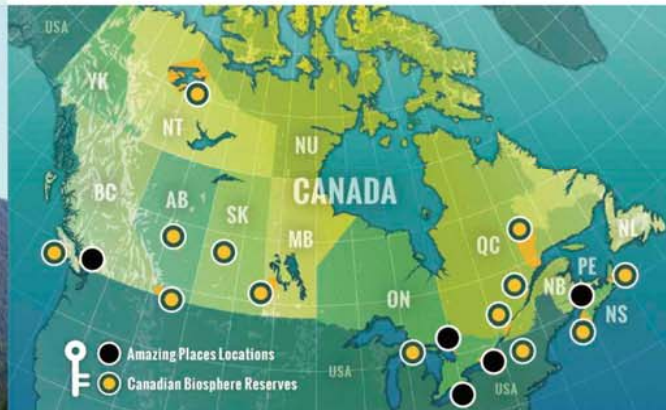 USA
YK
NT
NU
BC
AB
SK
MB
CANADA
ON
QC
NL
PE
NB
NS
USA
USA
Amazing Places Locations
Canadian Biosphere Reserves